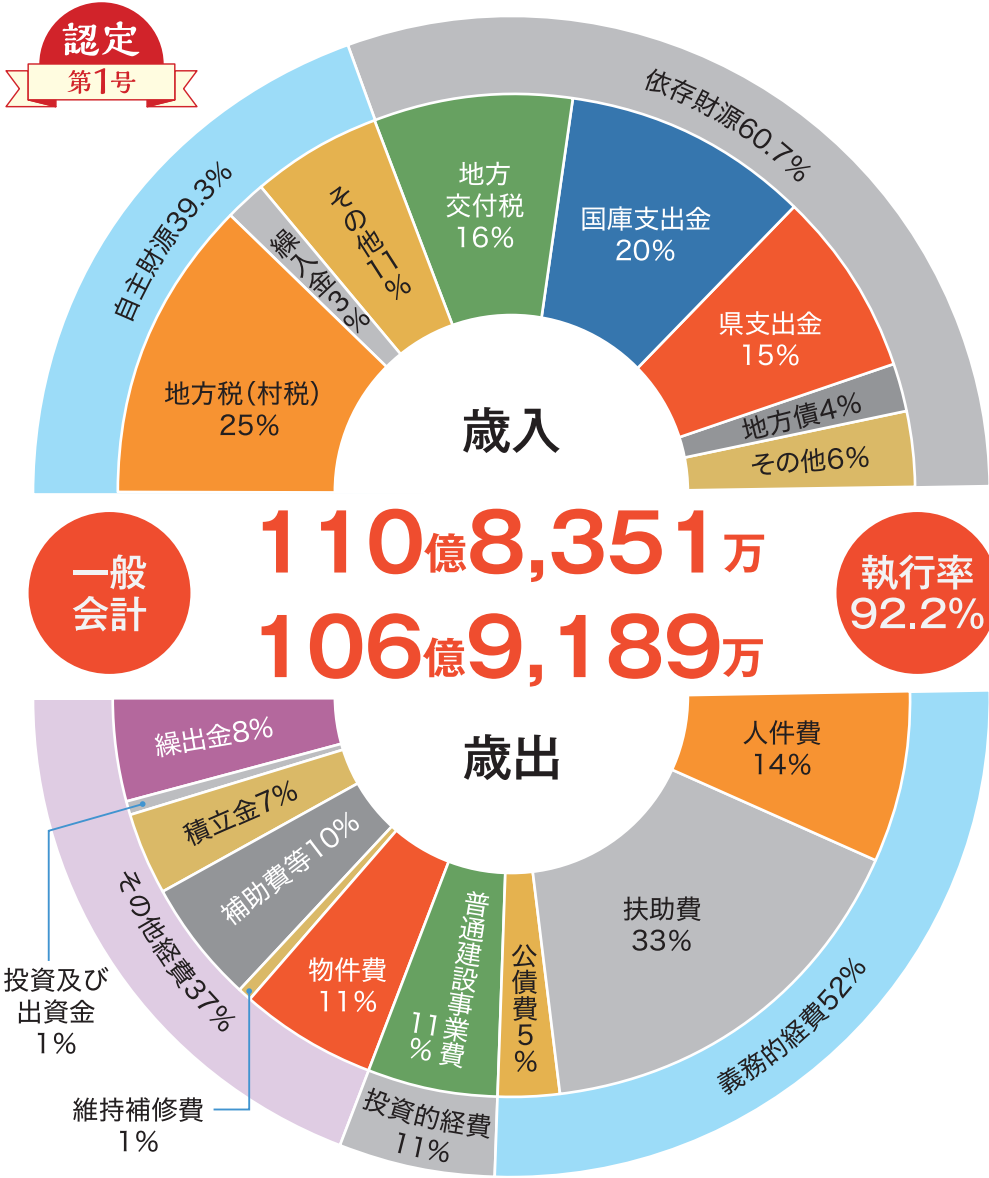 認定
第1号
自主財源39.3%
依存財源60.7%
地方税（村税）
25%
繰入金3%
その他11%
地方
交付税
16%
国庫支出金
20%
県支出金
15%
地方債4%
その他6%
歳入
一般
会計
110億8,351万
106億9,189万
執行率
92.2%
歳出
繰出金8%
投資及び
出資金
1%
積立金7%
補助費等10%
維持補修費
1%
物件費
11%
普通建設事業費
11%
公債費5%
扶助費
33%
人件費
14%
その他経費37%
投資的経費
11%
義務的経費52%